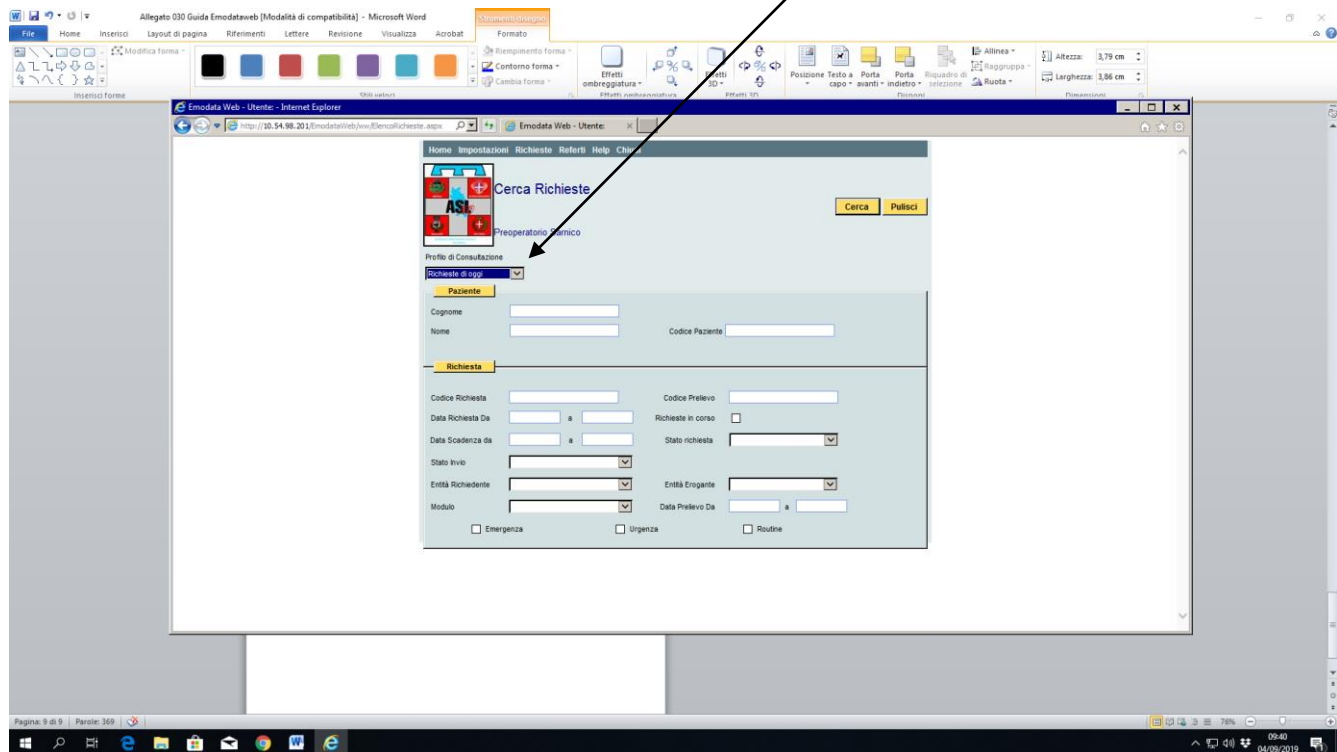 Allegato 030 Guida Emodataweb [Modalità di compatibilità] - Microsoft Word
Strumenti disegno
File Home Inserisci Layout di pagina Riferimenti Lettere Revisione Visualizza Acrobat Formato
Modifica forma
Riempimento forma
Contorno forma
Cambia forma
Effetti ombreggiatura
Effetti 3D
Posizione
Testo a capo
Porta avanti
Porta indietro
Riquadro di selezione
Allinea
Raggruppa
Ruota
Altezza: 3,79 cm
Larghezza: 3,86 cm
Inserisci forme
Stili veloci
Effetti ombreggiatura
Effetti 3D
Disponi
Dimensioni
Emodata Web - Utente: - Internet Explorer
http://10.54.98.201/EmodataWeb/ww/ElencoRichieste.aspx
Emodata Web - Utente:
Home Impostazioni Richieste Referti Help
ASL
Cerca Richieste
Cerca Pulisci
Preoperatorio Sarnico
Profilo di Consultazione
Richieste di oggi
Paziente
Cognome
Nome Codice Paziente
Richiesta
Codice Richiesta Codice Prelievo
Data Richiesta Da a Richieste in corso
Data Scadenza da a Stato richiesta
Stato Invio
Entità Richiedente Entità Erogante
Modulo Data Prelievo Da a
Emergenza Urgenza Routine
Pagina: 9 di 9 Parole: 369
76%
09:40
04/09/2019